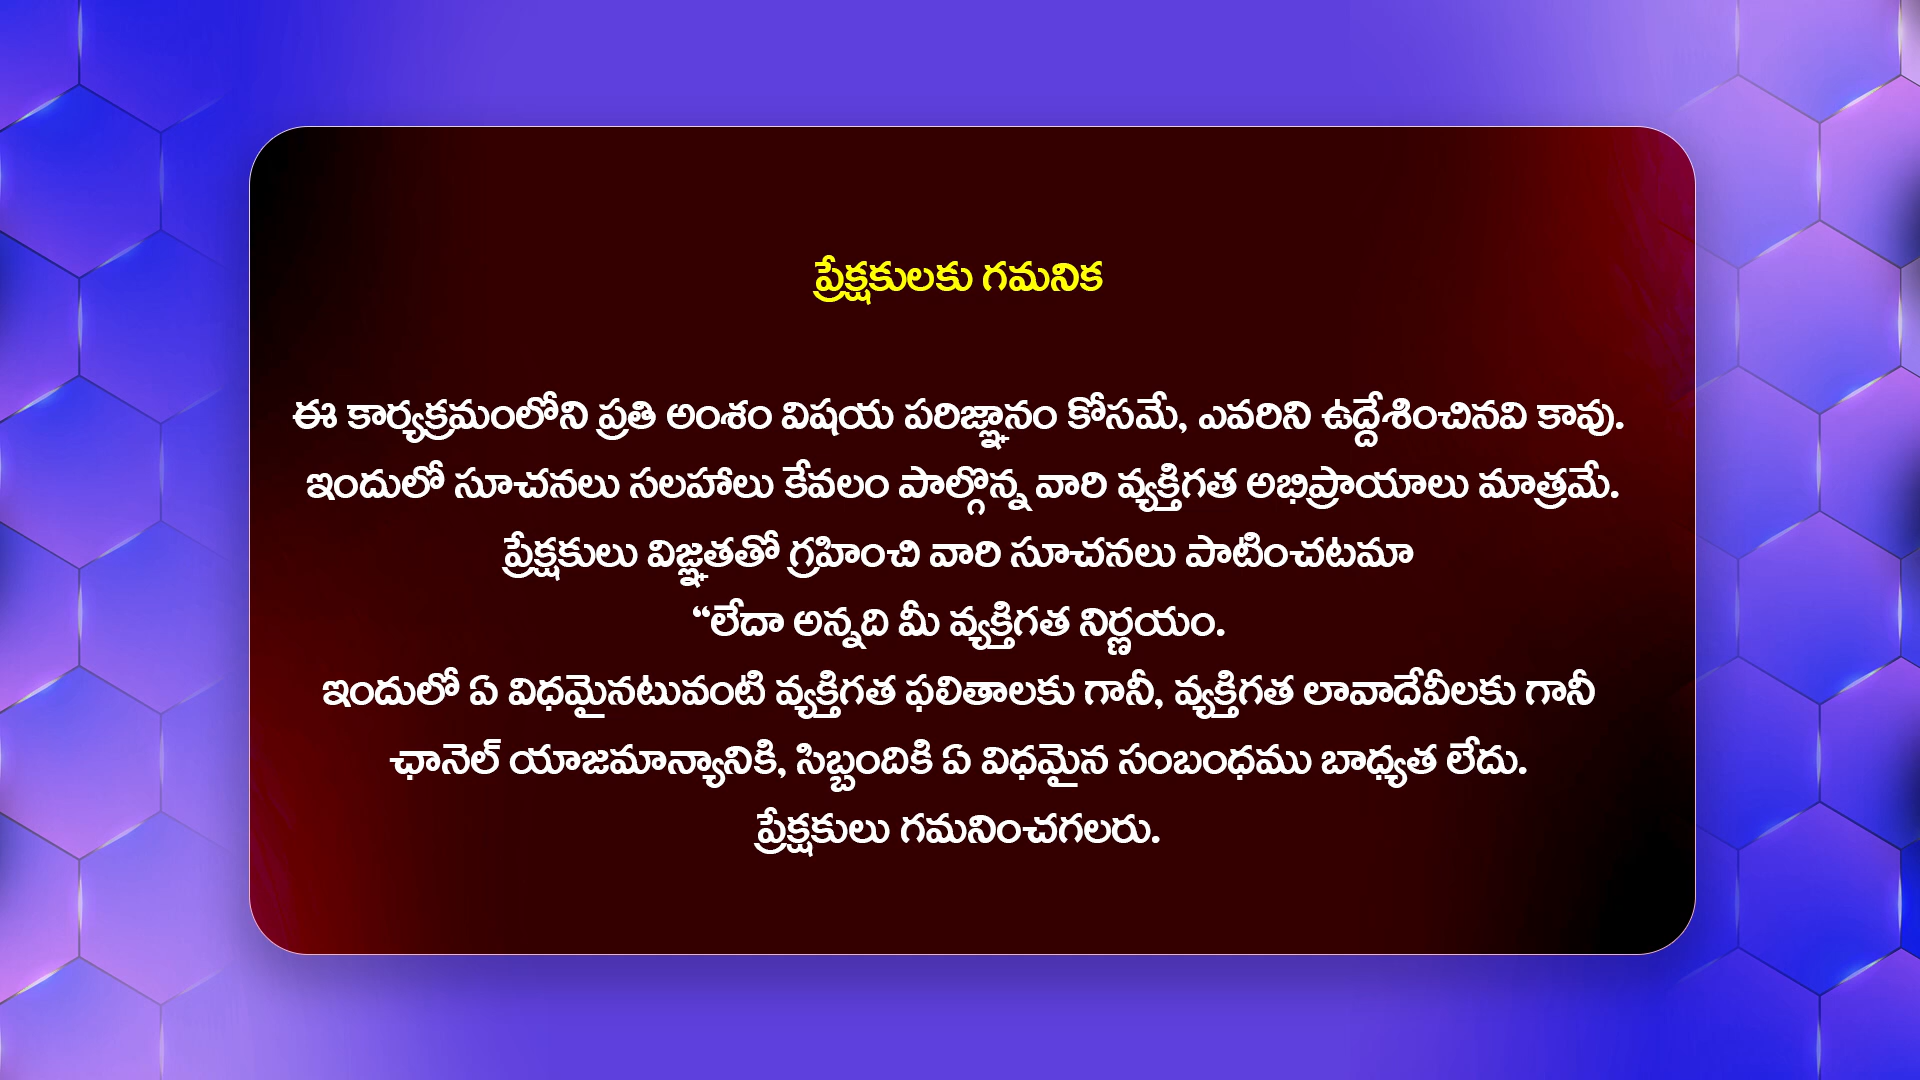 ప్రేక్షకులకు గమనిక
ఈ కార్యక్రమంలోని ప్రతి అంశం విషయ పరిజ్ఞానం కోసమే, ఎవరిని ఉద్దేశించినవి కావు.
ఇందులో సూచనలు సలహాలు కేవలం పాల్గొన్న వారి వ్యక్తిగత అభిప్రాయాలు మాత్రమే.
ప్రేక్షకులు విజ్ఞతతో గ్రహించి వారి సూచనలు పాటించటమా
“లేదా అన్నది మీ వ్యక్తిగత నిర్ణయం.
ఇందులో ఏ విధమైనటువంటి వ్యక్తిగత ఫలితాలకు గానీ, వ్యక్తిగత లావాదేవీలకు గానీ
ఛానెల్ యాజమాన్యానికి, సిబ్బందికి ఏ విధమైన సంబంధము బాధ్యత లేదు.
ప్రేక్షకులు గమనించగలరు.